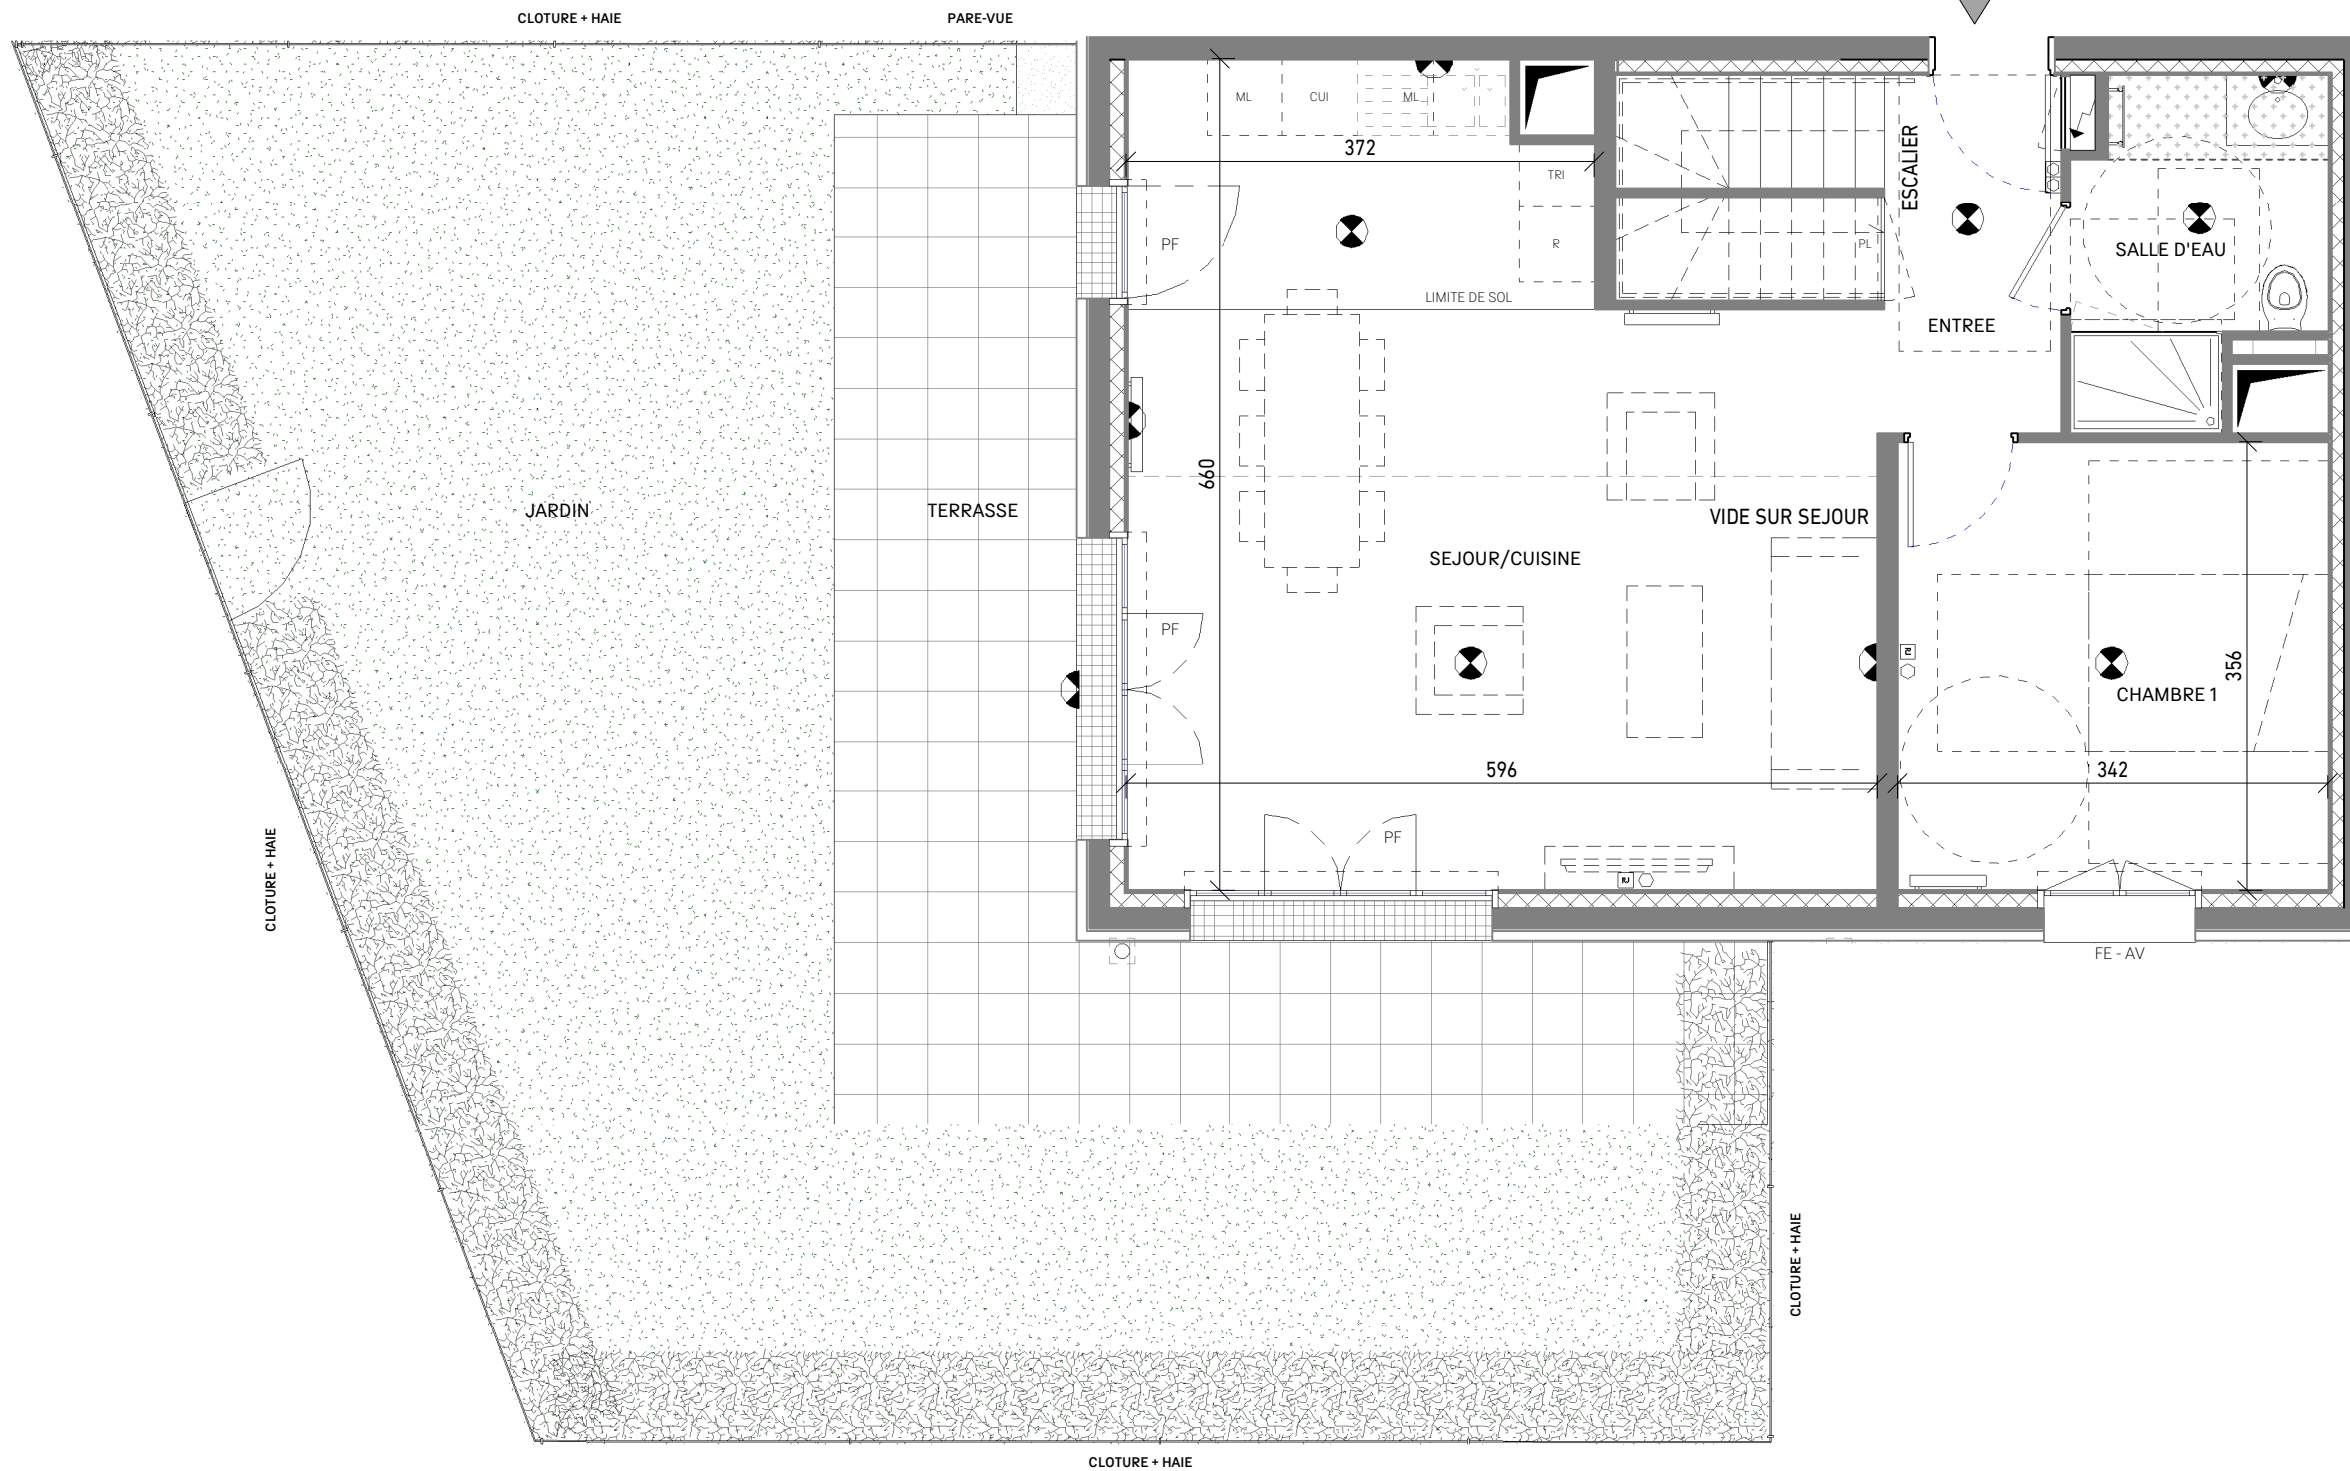 CLOTURE + HAIE
PARE-VUE
ML
CUI
ML
372
TRI
R
PF
LIMITE DE SOL
ESCALIER
PL
ENTREE
SALLE D'EAU
660
JARDIN
TERRASSE
VIDE SUR SEJOUR
SEJOUR/CUISINE
PF
RJ
356
CHAMBRE 1
596
342
PF
RJ
CLOTURE + HAIE
FE - AV
CLOTURE + HAIE
CLOTURE + HAIE